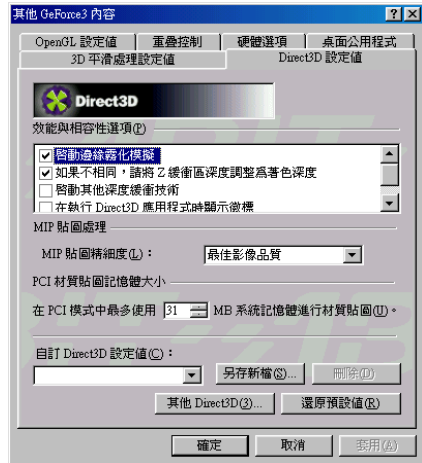 其他 GeForce3 內容
OpenGL 設定值 重疊控制 硬體選項 桌面公用程式
3D 平滑處理設定值 Direct3D 設定值
Direct3D
效能與相容性選項(P)
啓動邊緣霧化模擬
如果不相同，請將 Z 緩衝區深度調整爲著色深度
啓動其他深度緩衝技術
在執行 Direct3D 應用程式時顯示徽標
MIP 貼圖處理
MIP 貼圖精細度(L)： 最佳影像品質
PCI 材質貼圖記憶體大小
在 PCI 模式中最多使用 31 MB 系統記憶體進行材質貼圖(U)。
自訂 Direct3D 設定值(C)：
另存新檔(S)... 刪除(D)
其他 Direct3D(3)... 還原預設值(R)
確定 取消 套用(A)